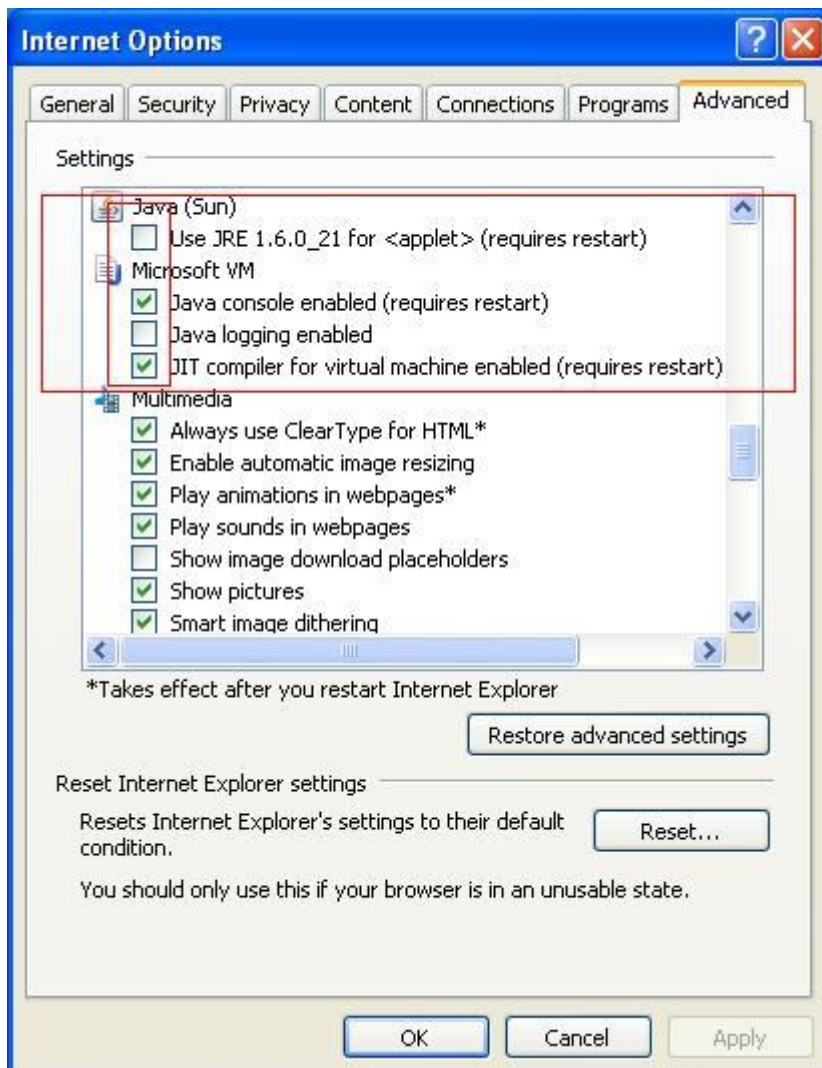 Internet Options
General Security Privacy Content Connections Programs Advanced
Settings
Java (Sun)
Use JRE 1.6.0_21 for <applet> (requires restart)
Microsoft VM
Java console enabled (requires restart)
Java logging enabled
JIT compiler for virtual machine enabled (requires restart)
Multimedia
Always use ClearType for HTML*
Enable automatic image resizing
Play animations in webpages*
Play sounds in webpages
Show image download placeholders
Show pictures
Smart image dithering
*Takes effect after you restart Internet Explorer
Restore advanced settings
Reset Internet Explorer settings
Resets Internet Explorer's settings to their default
condition.
Reset...
You should only use this if your browser is in an unusable state.
OK Cancel Apply